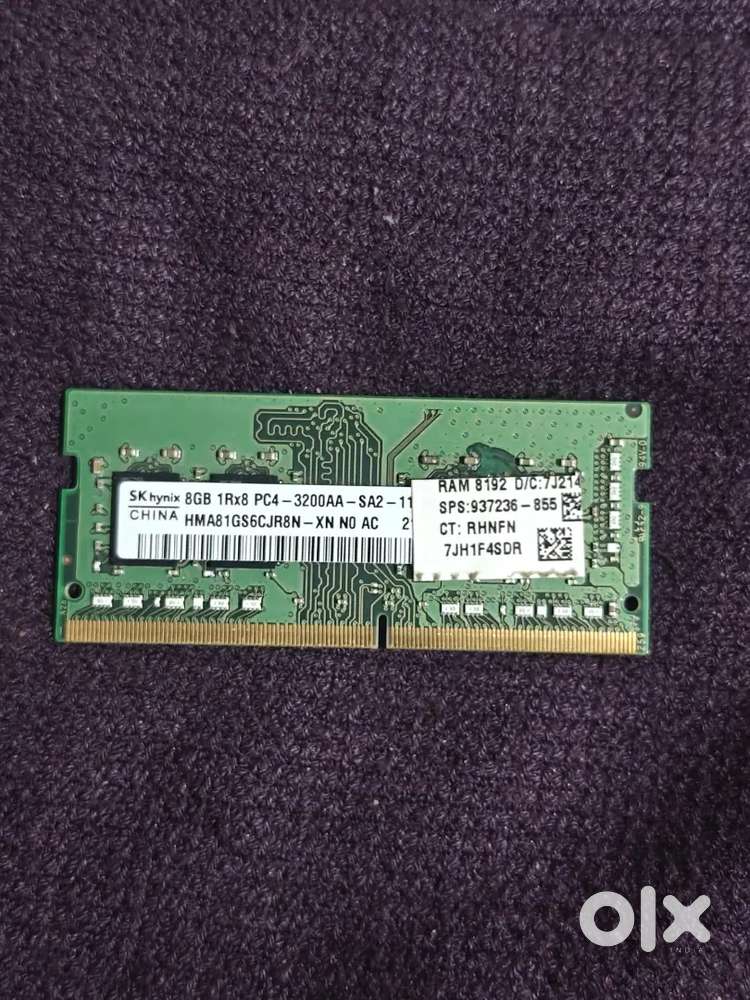 SK hynix 8GB 1Rx8 PC4-3200AA-SA2-11
CHINA HMA81GS6CJR8N-XN N0 AC
RAM 8192 D/C:7J214
SPS:937236-855
CT: RHNFN
7JH1F4SDR
olx
INDIA